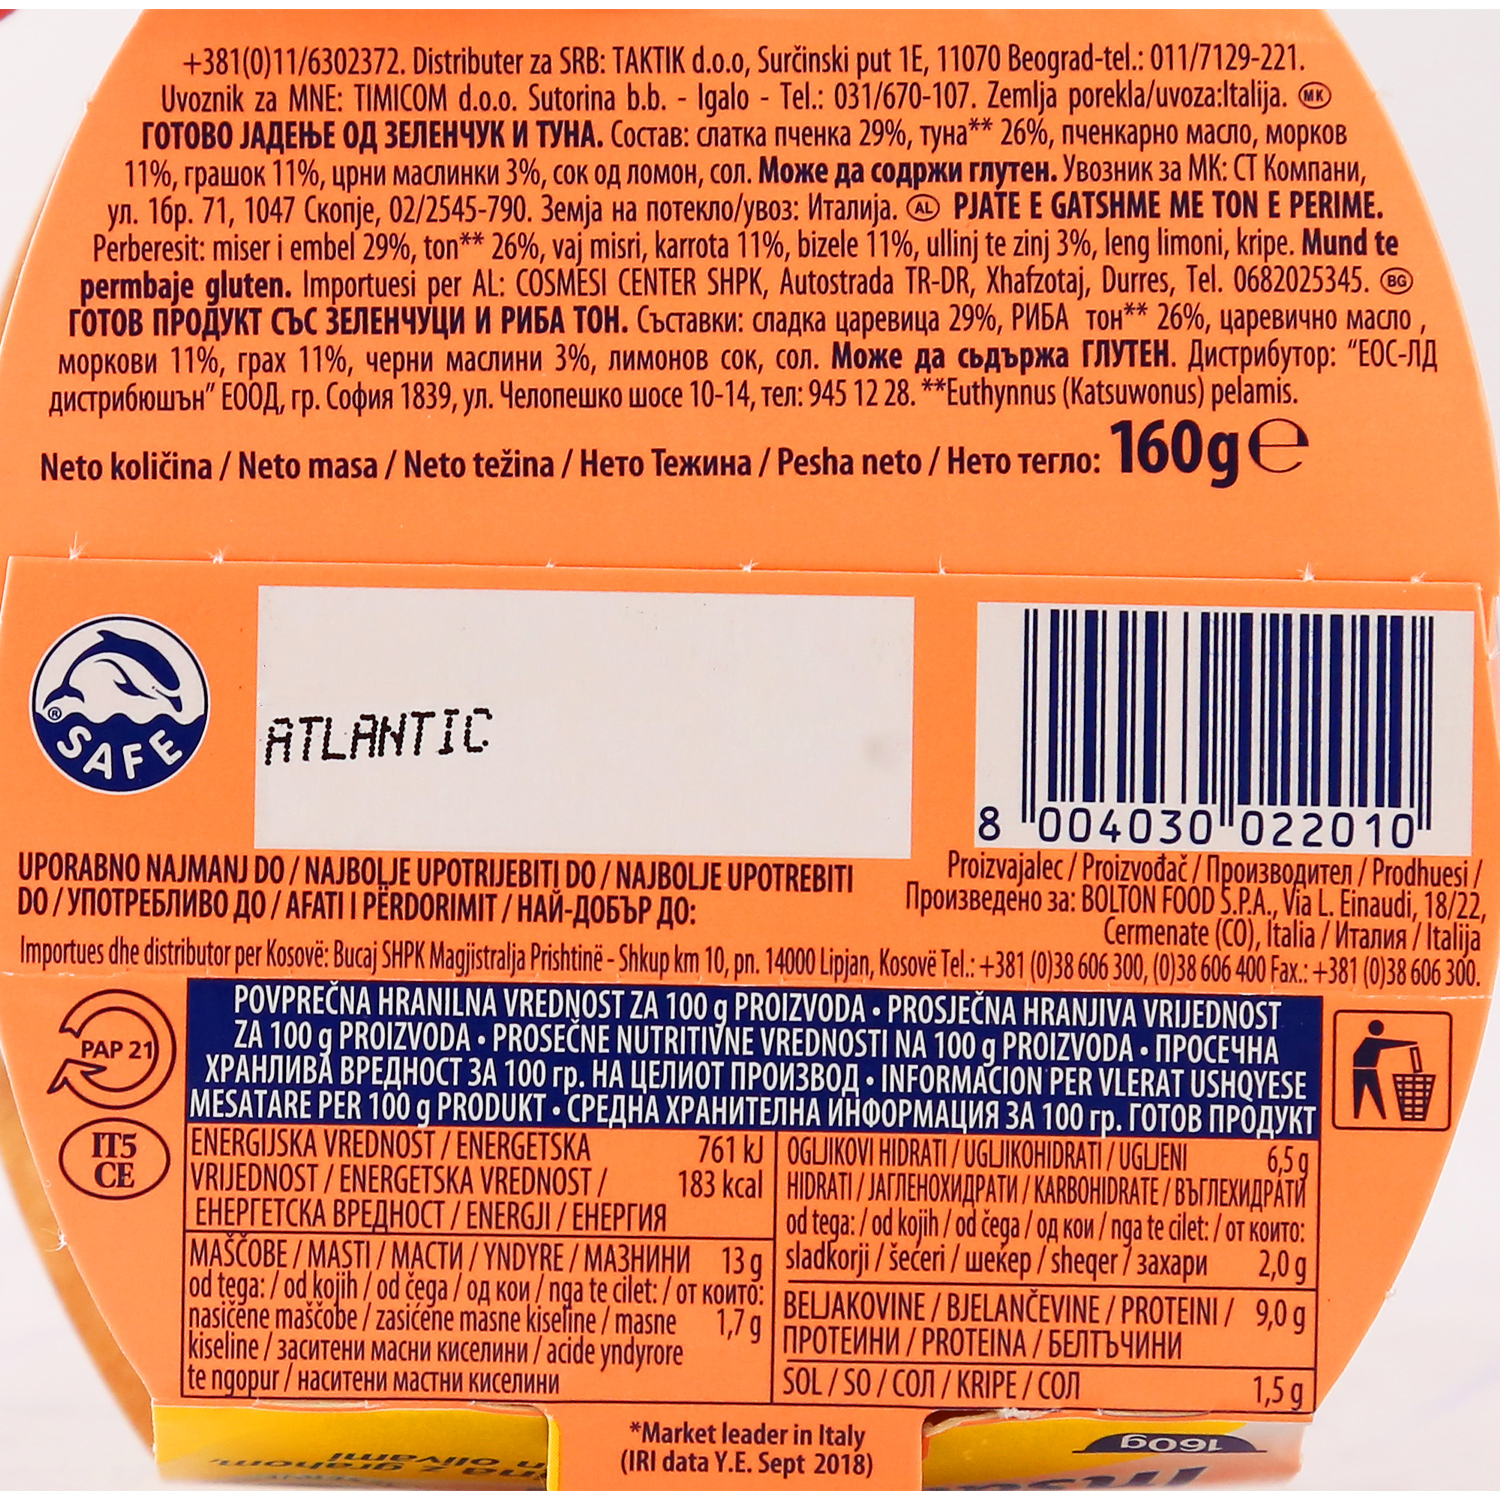 +381(0)11/6302372. Distributer za SRB: TAKTIK d.o.o, Surčinski put 1E, 11070 Beograd-tel.: 011/7129-221.
Uvoznik za MNE: TIMICOM d.o.o. Sutorina b.b. - Igalo - Tel.: 031/670-107. Zemlja porekla/uvoza:Italija. MK
ГОТОВО ЈАДЕЊЕ ОД ЗЕЛЕНЧУК И ТУНА. Состав: слатка пченка 29%, туна** 26%, пченкарно масло, морков
11%, грашок 11%, црни маслинки 3%, сок од ломон, сол. Може да содржи глутен. Увозник за МК: СТ Компани,
ул. 16р. 71, 1047 Скопје, 02/2545-790. Земја на потекло/увоз: Италија. AL PJATE E GATSHME ME TON E PERIME.
Perberesit: miser i embel 29%, ton** 26%, vaj misri, karrota 11%, bizele 11%, ullinj te zinj 3%, leng limoni, kripe. Mund te
permbaje gluten. Importuesi per AL: COSMESI CENTER SHPK, Autostrada TR-DR, Xhafzotaj, Durres, Tel. 0682025345. BG
ГОТОВ ПРОДУКТ СЪС ЗЕЛЕНЧУЦИ И РИБА ТОН. Съставки: сладка царевица 29%, РИБА тон** 26%, царевично масло ,
моркови 11%, грах 11%, черни маслини 3%, лимонов сок, сол. Може да сьдържа ГЛУТЕН. Дистрибутор: “ЕОС-ЛД
дистрибюшън” ЕООД, гр. София 1839, ул. Челопешко шосе 10-14, тел: 945 12 28. **Euthynnus (Katsuwonus) pelamis.
Neto količina / Neto masa / Neto težina / Нето Тежина / Pesha neto / Нето тегло: 160g e
SAFE ®
ATLANTIC
8 004030 022010
UPORABNO NAJMANJ DO / NAJBOLJE UPOTRIJEBITI DO / NAJBOLJE UPOTREBITI
DO / УПОТРЕБЛИВО ДО / AFATI I PËRDORIMIT / НАЙ-ДОБЪР ДО:
Proizvajalec / Proizvođač / Производител / Prodhuesi /
Произведено за: BOLTON FOOD S.P.A., Via L. Einaudi, 18/22,
Cermenate (CO), Italia / Италия / Italija
Importues dhe distributor per Kosovë: Bucaj SHPK Magjistralja Prishtinë - Shkup km 10, pn. 14000 Lipjan, Kosovë Tel.: +381 (0)38 606 300, (0)38 606 400 Fax.: +381 (0)38 606 300.
PAP 21
IT5
CE
POVPREČNA HRANILNA VREDNOST ZA 100 g PROIZVODA • PROSJEČNA HRANJIVA VRIJEDNOST
ZA 100 g PROIZVODA • PROSEČNE NUTRITIVNE VREDNOSTI NA 100 g PROIZVODA • ПРОСЕЧНА
ХРАНЛИВА ВРЕДНОСТ ЗА 100 гр. НА ЦЕЛИОТ ПРОИЗВОД • INFORMACION PER VLERAT USHQYESE
MESATARE PER 100 g PRODUKT • СРЕДНА ХРАНИТЕЛНА ИНФОРМАЦИЯ ЗА 100 гр. ГОТОВ ПРОДУКТ
ENERGIJSKA VREDNOST / ENERGETSKA 761 kJ
VRIJEDNOST / ENERGETSKA VREDNOST / 183 kcal
ЕНЕРГЕТСКА ВРЕДНОСТ / ENERGJI / ЕНЕРГИЯ
MAŠČOBE / MASTI / МАСТИ / YNDYRE / МАЗНИНИ 13 g
od tega: / od kojih / od čega / од кои / nga te cilet: / от които:
nasičene maščobe / zasićene masne kiseline / masne 1,7 g
kiseline / заситени масни киселини / acide yndyrore
te ngopur / наситени мастни киселини
OGLJIKOVI HIDRATI / UGLJIKOHIDRATI / UGLJENI 6,5 g
HIDRATI / ЈАГЛЕНОХИДРАТИ / KARBOHIDRATE / ВЪГЛЕХИДРАТИ
od tega: / od kojih / od čega / од кои / nga te cilet: / от които:
sladkorji / šećeri / шеќер / sheqer / захари 2,0 g
BELJAKOVINE / BJELANČEVINE / PROTEINI / 9,0 g
ПРОТЕИНИ / PROTEINA / БЕЛТЪЧИНИ
SOL / SO / СОЛ / KRIPE / СОЛ 1,5 g
*Market leader in Italy
(IRI data Y.E. Sept 2018)
160g
z grahom,
n olivami